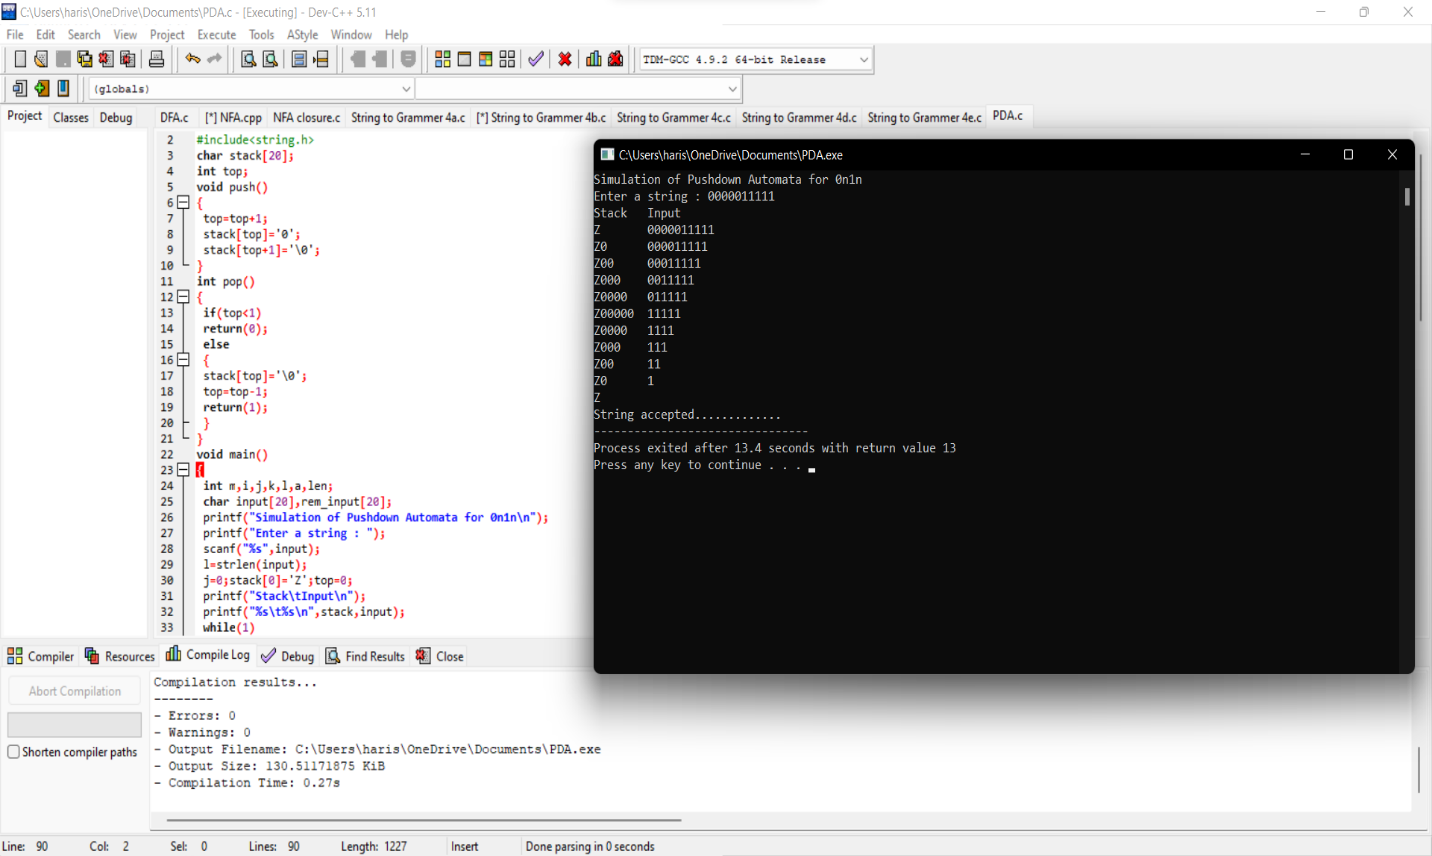 C:\Users\haris\OneDrive\Documents\PDA.c - [Executing] - Dev-C++ 5.11
File Edit Search View Project Execute Tools AStyle Window Help
TDM-GCC 4.9.2 64-bit Release
(globals)
Project Classes Debug
DFA.c [*] NFA.cpp NFA closure.c String to Grammer 4a.c [*] String to Grammer 4b.c String to Grammer 4c.c String to Grammer 4d.c String to Grammer 4e.c PDA.c
2 #include<string.h>
3 char stack[20];
4 int top;
5 void push()
6 {
7 top=top+1;
8 stack[top]='0';
9 stack[top+1]='\0';
10 }
11 int pop()
12 {
13 if(top<1)
14 return(0);
15 else
16 {
17 stack[top]='\0';
18 top=top-1;
19 return(1);
20 }
21 }
22 void main()
23 {
24 int m,i,j,k,l,a,len;
25 char input[20],rem_input[20];
26 printf("Simulation of Pushdown Automata for 0n1n\n");
27 printf("Enter a string : ");
28 scanf("%s",input);
29 l=strlen(input);
30 j=0;stack[0]='Z';top=0;
31 printf("Stack\tInput\n");
32 printf("%s\t%s\n",stack,input);
33 while(1)
C:\Users\haris\OneDrive\Documents\PDA.exe
Simulation of Pushdown Automata for 0n1n
Enter a string : 0000011111
Stack Input
Z 0000011111
Z0 000011111
Z00 00011111
Z000 0011111
Z0000 011111
Z00000 11111
Z0000 1111
Z000 111
Z00 11
Z0 1
Z
String accepted.............
--------------------------------
Process exited after 13.4 seconds with return value 13
Press any key to continue . . .
Compiler Resources Compile Log Debug Find Results Close
Abort Compilation
Shorten compiler paths
Compilation results...
--------
- Errors: 0
- Warnings: 0
- Output Filename: C:\Users\haris\OneDrive\Documents\PDA.exe
- Output Size: 130.51171875 KiB
- Compilation Time: 0.27s
Line: 90 Col: 2 Sel: 0 Lines: 90 Length: 1227 Insert Done parsing in 0 seconds